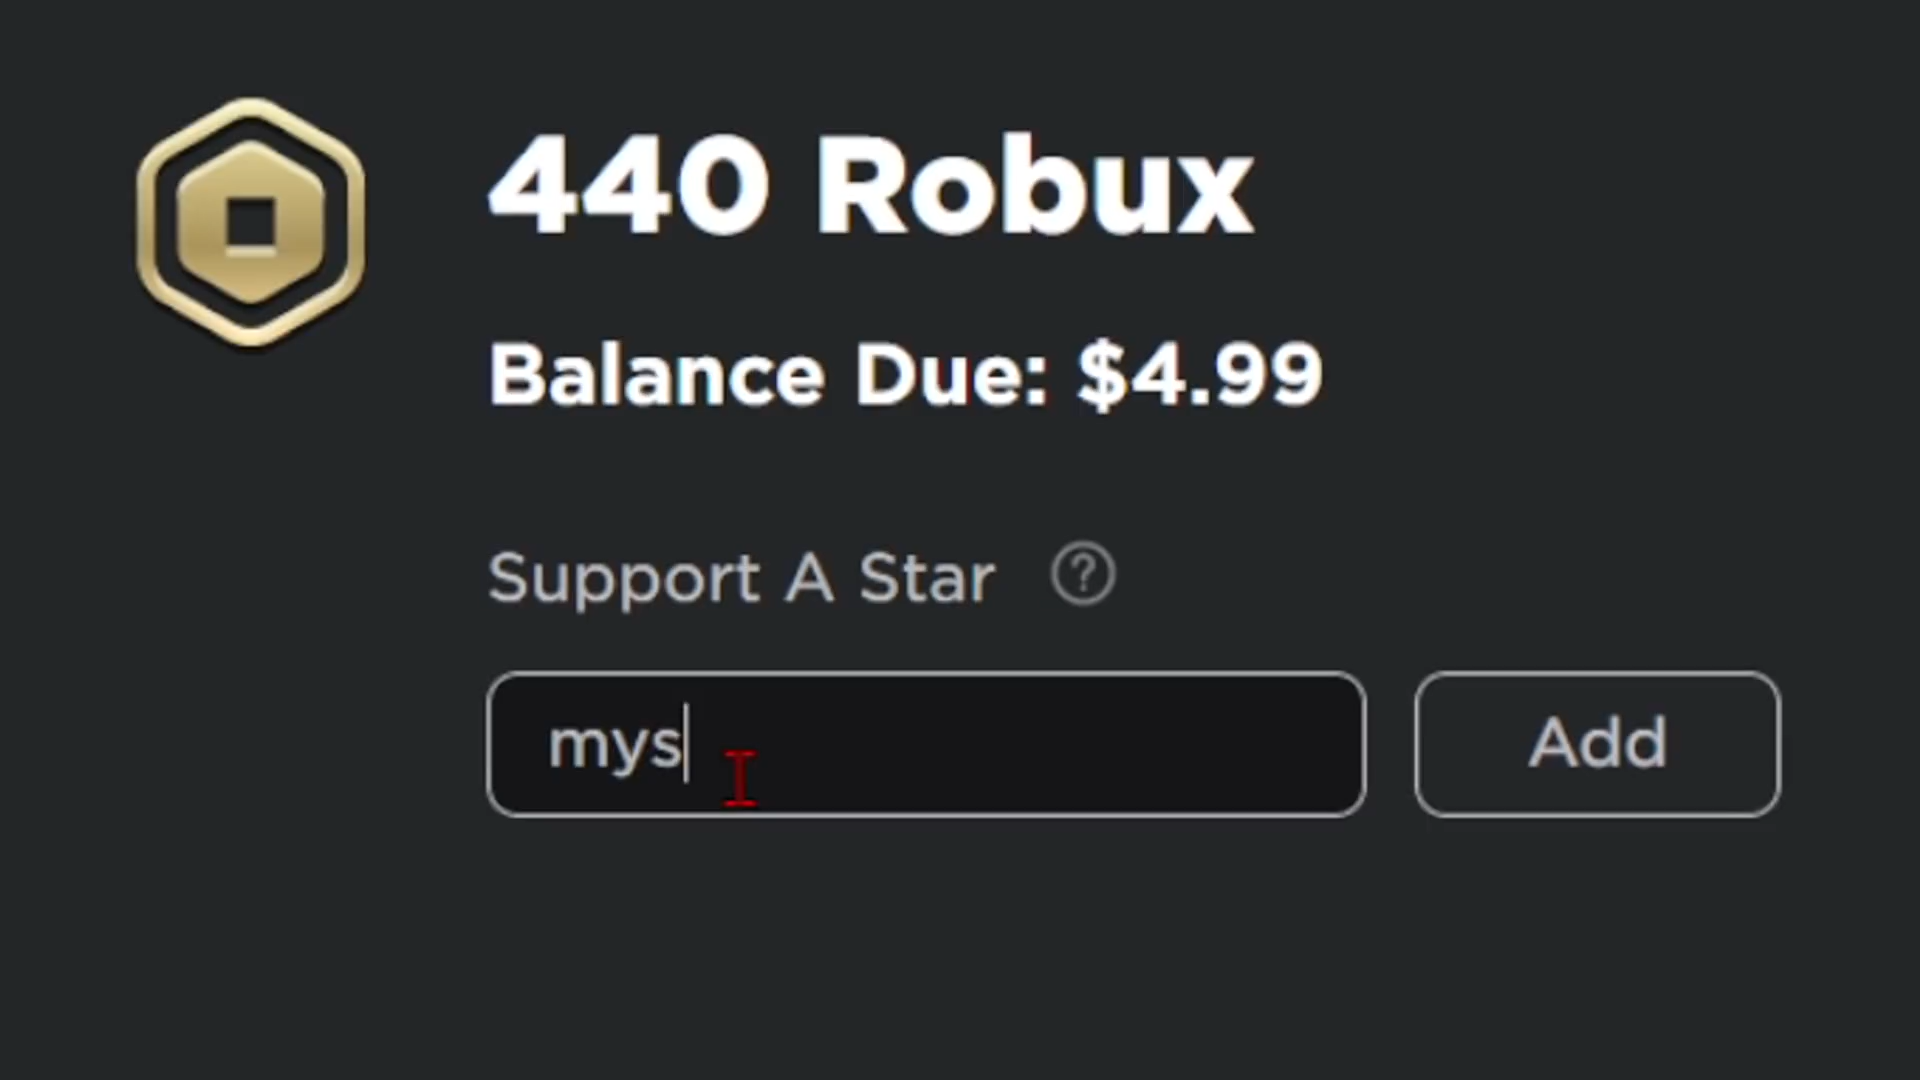 440 Robux
Balance Due: $4.99
Support A Star ?
mys
Add